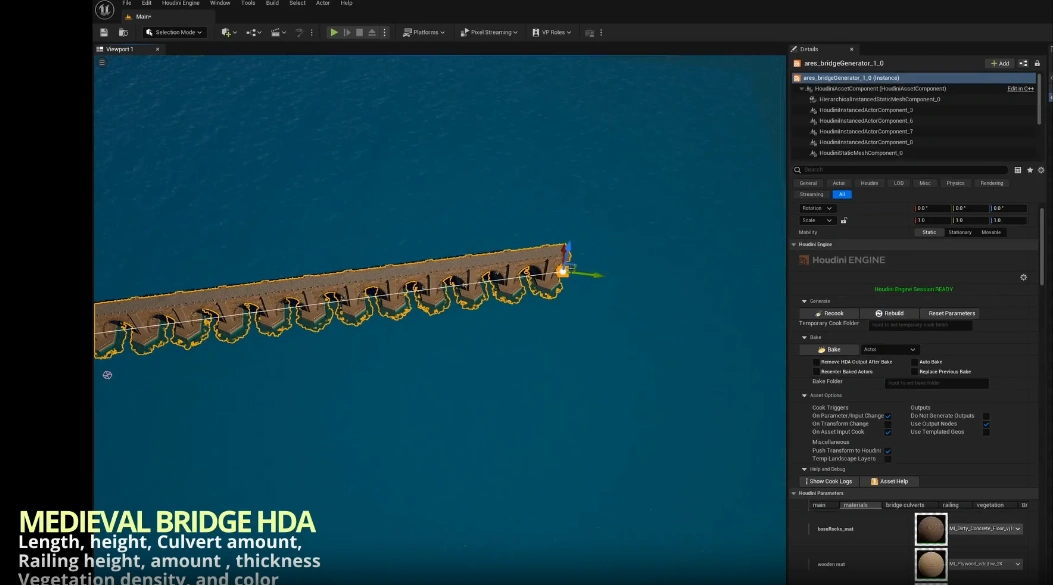 File Edit Houdini Engine Window Tools Build Select Actor Help
Main*
Selection Mode
Platforms
Pixel Streaming
VP Roles
Viewport 1
Details
ares_bridgeGenerator_1_0
Add
ares_bridgeGenerator_1_0 (Instance)
HoudiniAssetComponent (HoudiniAssetComponent) Edit in C++
HierarchicalInstancedStaticMeshComponent_0
HoudiniInstancedActorComponent_3
HoudiniInstancedActorComponent_6
HoudiniInstancedActorComponent_7
HoudiniInstancedActorComponent_8
HoudiniStaticMeshComponent_0
Search
General Actor Houdini LOD Misc Physics Rendering
Streaming All
Rotation 0.0° 0.0° 0.0°
Scale 1.0 1.0 1.0
Mobility Static Stationary Movable
Houdini Engine
Houdini ENGINE
Houdini Engine Session READY
Generate
Recook Rebuild Reset Parameters
Temporary Cook Folder
Bake
Bake Actor
Remove HDA Output After Bake Auto Bake
Recenter Baked Actors Replace Previous Bake
Bake Folder
Asset Options
Cook Triggers Outputs
On Parameter/Input Change Do Not Generate Outputs
On Transform Change Use Output Nodes
On Asset Input Cook Use Templated Geos
Miscellaneous
Push Transform to Houdini
Temp Landscape Layers
Help and Debug
Show Cook Logs Asset Help
Houdini Parameters
main materials bridge culverts railing vegetation
baseRocks_mat
wooden mat
MEDIEVAL BRIDGE HDA
Length, height, Culvert amount,
Railing height, amount , thickness
Vegetation density, and color